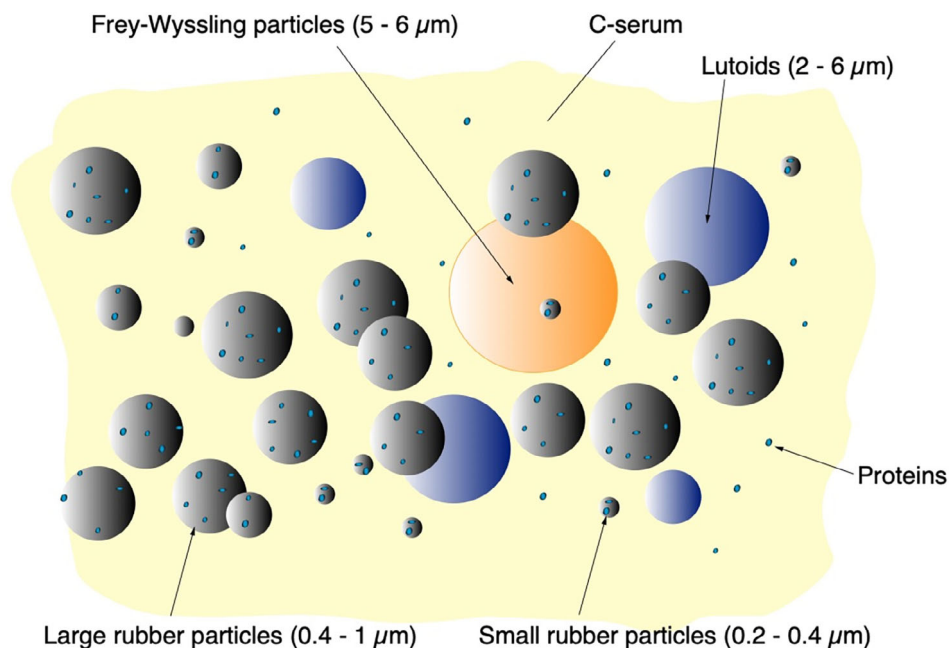 Frey-Wyssling particles (5 - 6 µm)
C-serum
Lutoids (2 - 6 µm)
Proteins
Large rubber particles (0.4 - 1 µm)
Small rubber particles (0.2 - 0.4 µm)